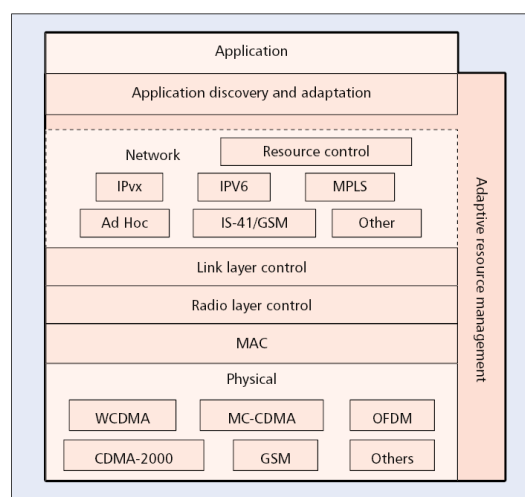 Application
Application discovery and adaptation
Network
Resource control
IPvx
IPV6
MPLS
Ad Hoc
IS-41/GSM
Other
Link layer control
Radio layer control
MAC
Physical
WCDMA
MC-CDMA
OFDM
CDMA-2000
GSM
Others
Adaptive resource management